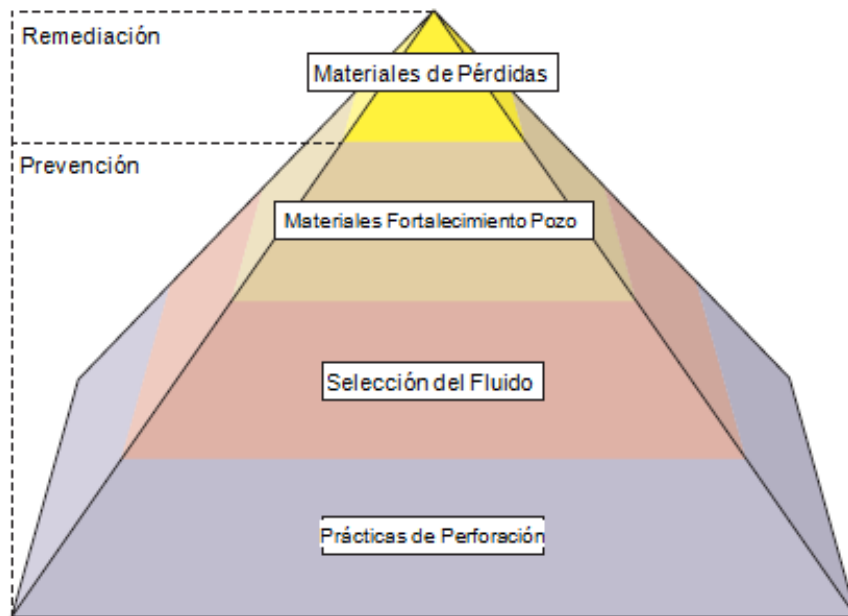 Remediación
Materiales de Pérdidas
Prevención
Materiales Fortalecimiento Pozo
Selección del Fluido
Prácticas de Perforación